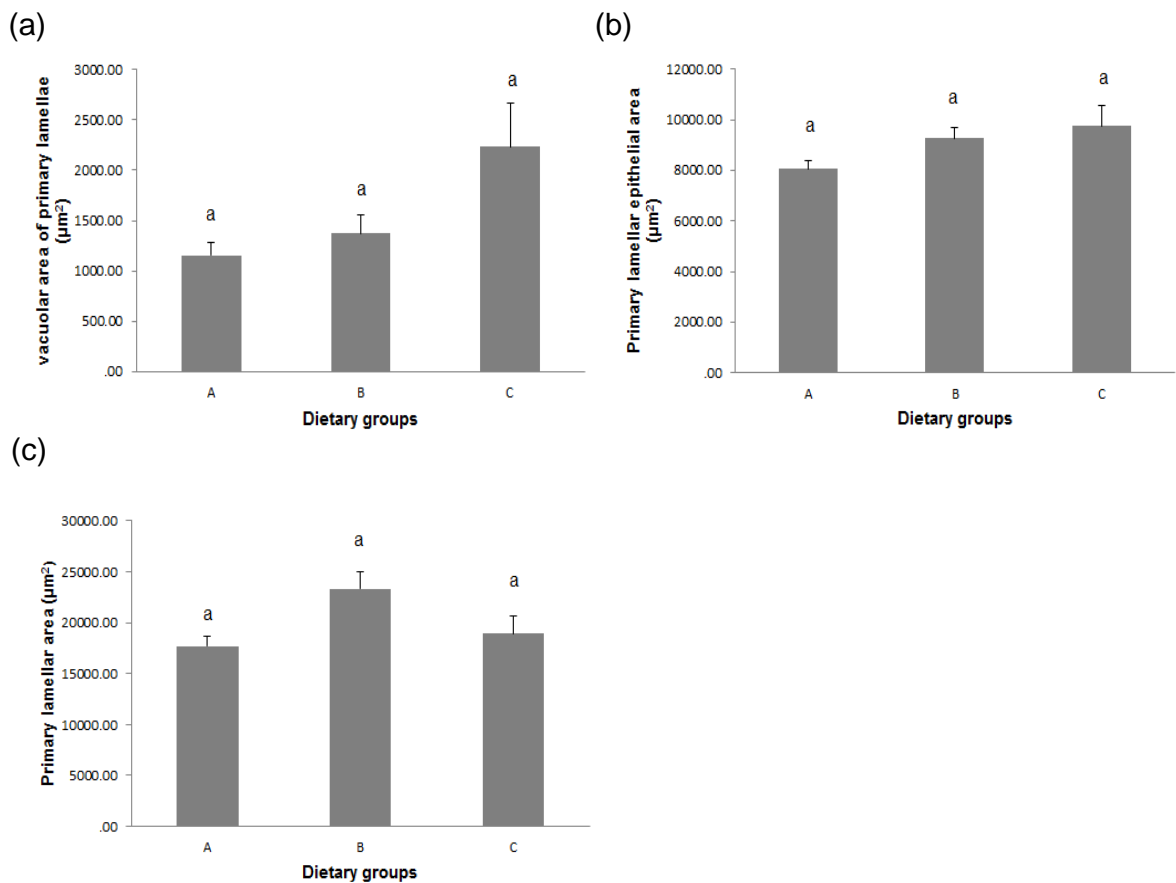 (a)
(b)
vacuolar area of primary lamellae
(µm²)
3000.00
2500.00
2000.00
1500.00
1000.00
500.00
.00
a
a
a
A
B
C
Dietary groups
Primary lamellar epithelial area
(µm²)
12000.00
10000.00
8000.00
6000.00
4000.00
2000.00
.00
a
a
a
A
B
C
Dietary groups
(c)
Primary lamellar area (µm²)
30000.00
25000.00
20000.00
15000.00
10000.00
5000.00
.00
a
a
a
A
B
C
Dietary groups